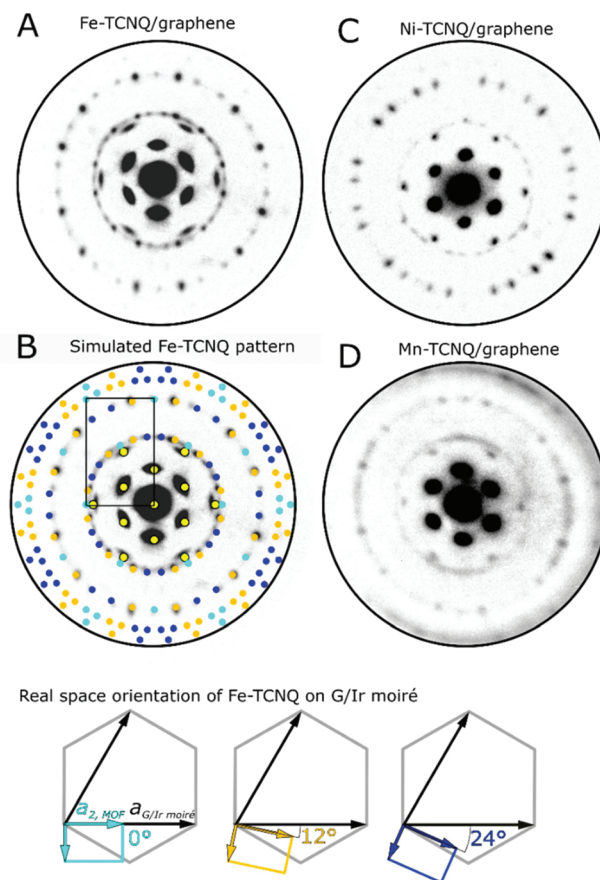 A Fe-TCNQ/graphene
C Ni-TCNQ/graphene
B Simulated Fe-TCNQ pattern
D Mn-TCNQ/graphene
Real space orientation of Fe-TCNQ on G/Ir moiré
a2, MOF aG/Ir moiré
0° 12° 24°